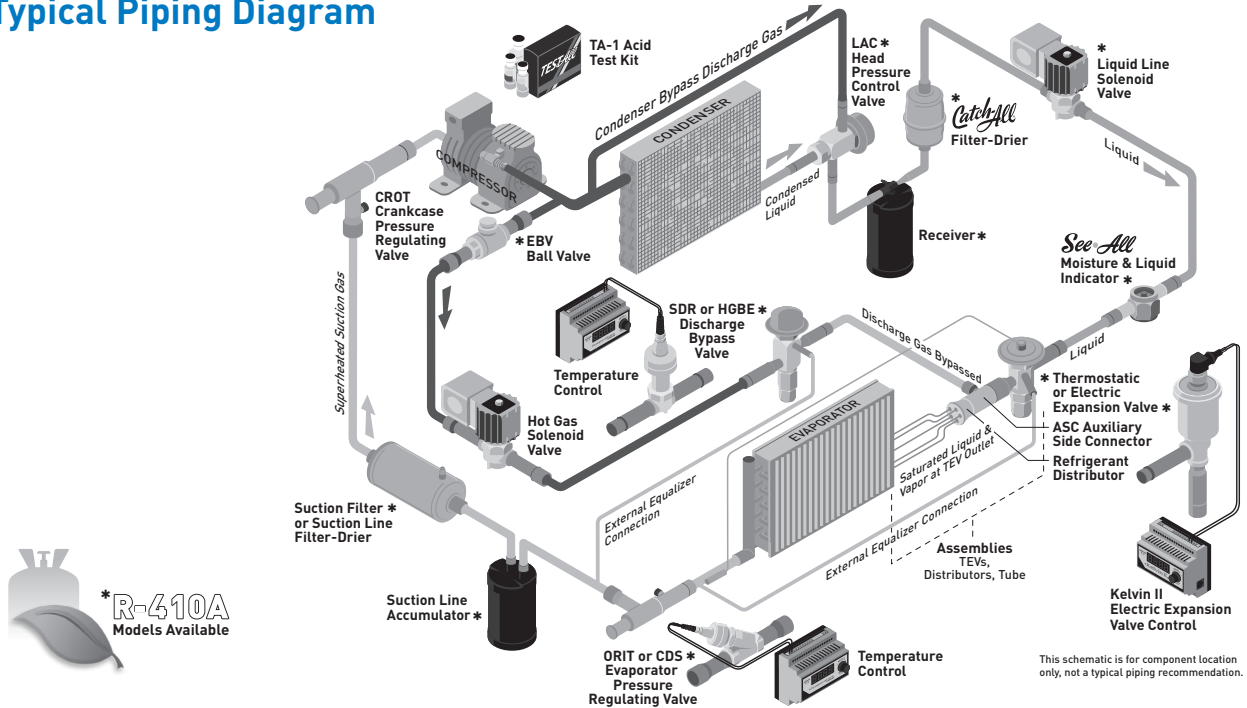 Typical Piping Diagram
TA-1 Acid
Test Kit
TEST-All
Condenser Bypass Discharge Gas
LAC *
Head
Pressure
Control
Valve
*
Liquid Line
Solenoid
Valve
*
Catch-All
Filter-Drier
CONDENSER
COMPRESSOR
Condensed
Liquid
Liquid
CROT
Crankcase
Pressure
Regulating
Valve
* EBV
Ball Valve
Receiver *
See-All
Moisture & Liquid
Indicator *
Superheated Suction Gas
SDR or HGBE *
Discharge
Bypass
Valve
Temperature
Control
Discharge Gas Bypassed
Liquid
* Thermostatic
or Electric
Expansion Valve *
ASC Auxiliary
Side Connector
Refrigerant
Distributor
Hot Gas
Solenoid
Valve
EVAPORATOR
Saturated Liquid &
Vapor at TEV Outlet
External Equalizer
Connection
External Equalizer Connection
Suction Filter *
or Suction Line
Filter-Drier
Assemblies
TEVs,
Distributors, Tube
Suction Line
Accumulator *
* R-410A
Models Available
ORIT or CDS *
Evaporator
Pressure
Regulating Valve
Temperature
Control
Kelvin II
Electric Expansion
Valve Control
This schematic is for component location
only, not a typical piping recommendation.